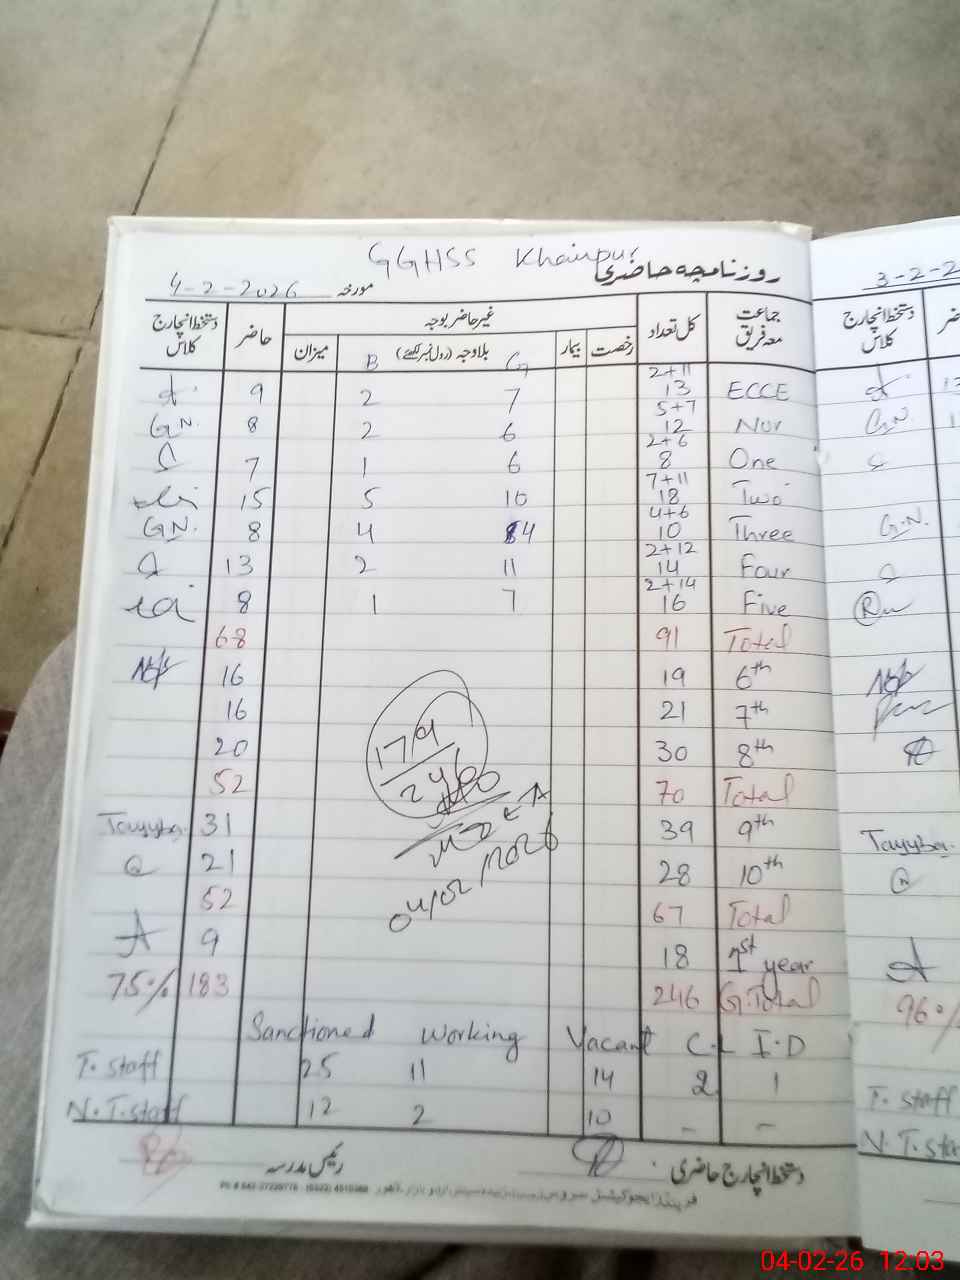 GGHSS Khairpur
روزنامچہ حاضری
مورخہ 4-2-2026
جماعت معہ فریق کل تعداد غیر حاضر بوجہ حاضر دستخط انچارج کلاس
رخصت بیمار بلاوجہ (رول نمبر لکھیئے) میزان
G B
2+11
ECCE 13 7 2 9
5+7
Nur 12 6 2 8 G.N.
2+6
One 8 6 1 7
7+11
Two 18 10 5 15
4+6
Three 10 4 4 8 G.N.
2+12
Four 14 11 2 13
2+14
Five 16 7 1 8
Total 91 68
6th 19 16
7th 21 16
8th 30 20
Total 70 52
9th 39 31 Tayyba.
10th 28 21
Total 67 52
1st year 18 9
G.Total 246 183 75%
179
246
04/02/2026
Sanctioned Working Vacant C.L I.D
T. Staff 25 11 14 2 1
N.T.Staff 12 2 10 - -
دستخط انچارج حاضری رئیس مدرسہ
3-2-2
دستخط انچارج کلاس
G.N.
G.N.
Tayyba.
96%
T. Staff
N.T.Sta
04-02-26 12:03